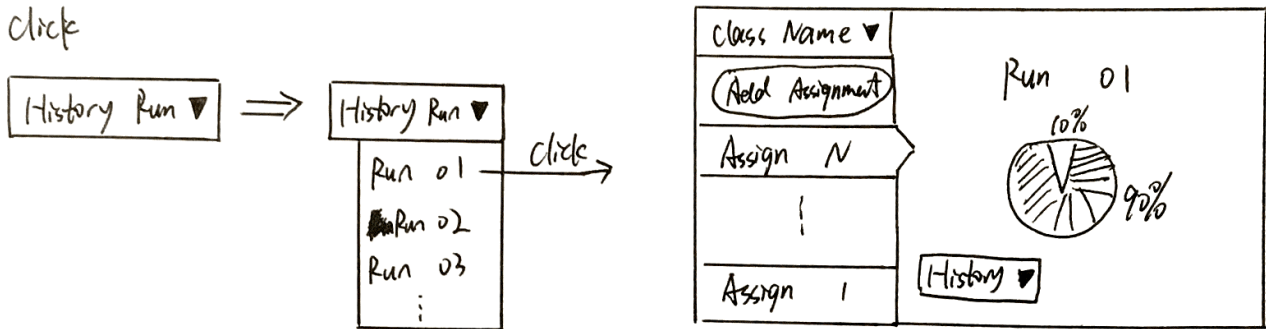 click
History Run ▼
History Run ▼
Run 01
click
Run 02
Run 03
Class Name ▼
Add Assignment
Assign N
Assign 1
Run 01
10%
90%
History ▼